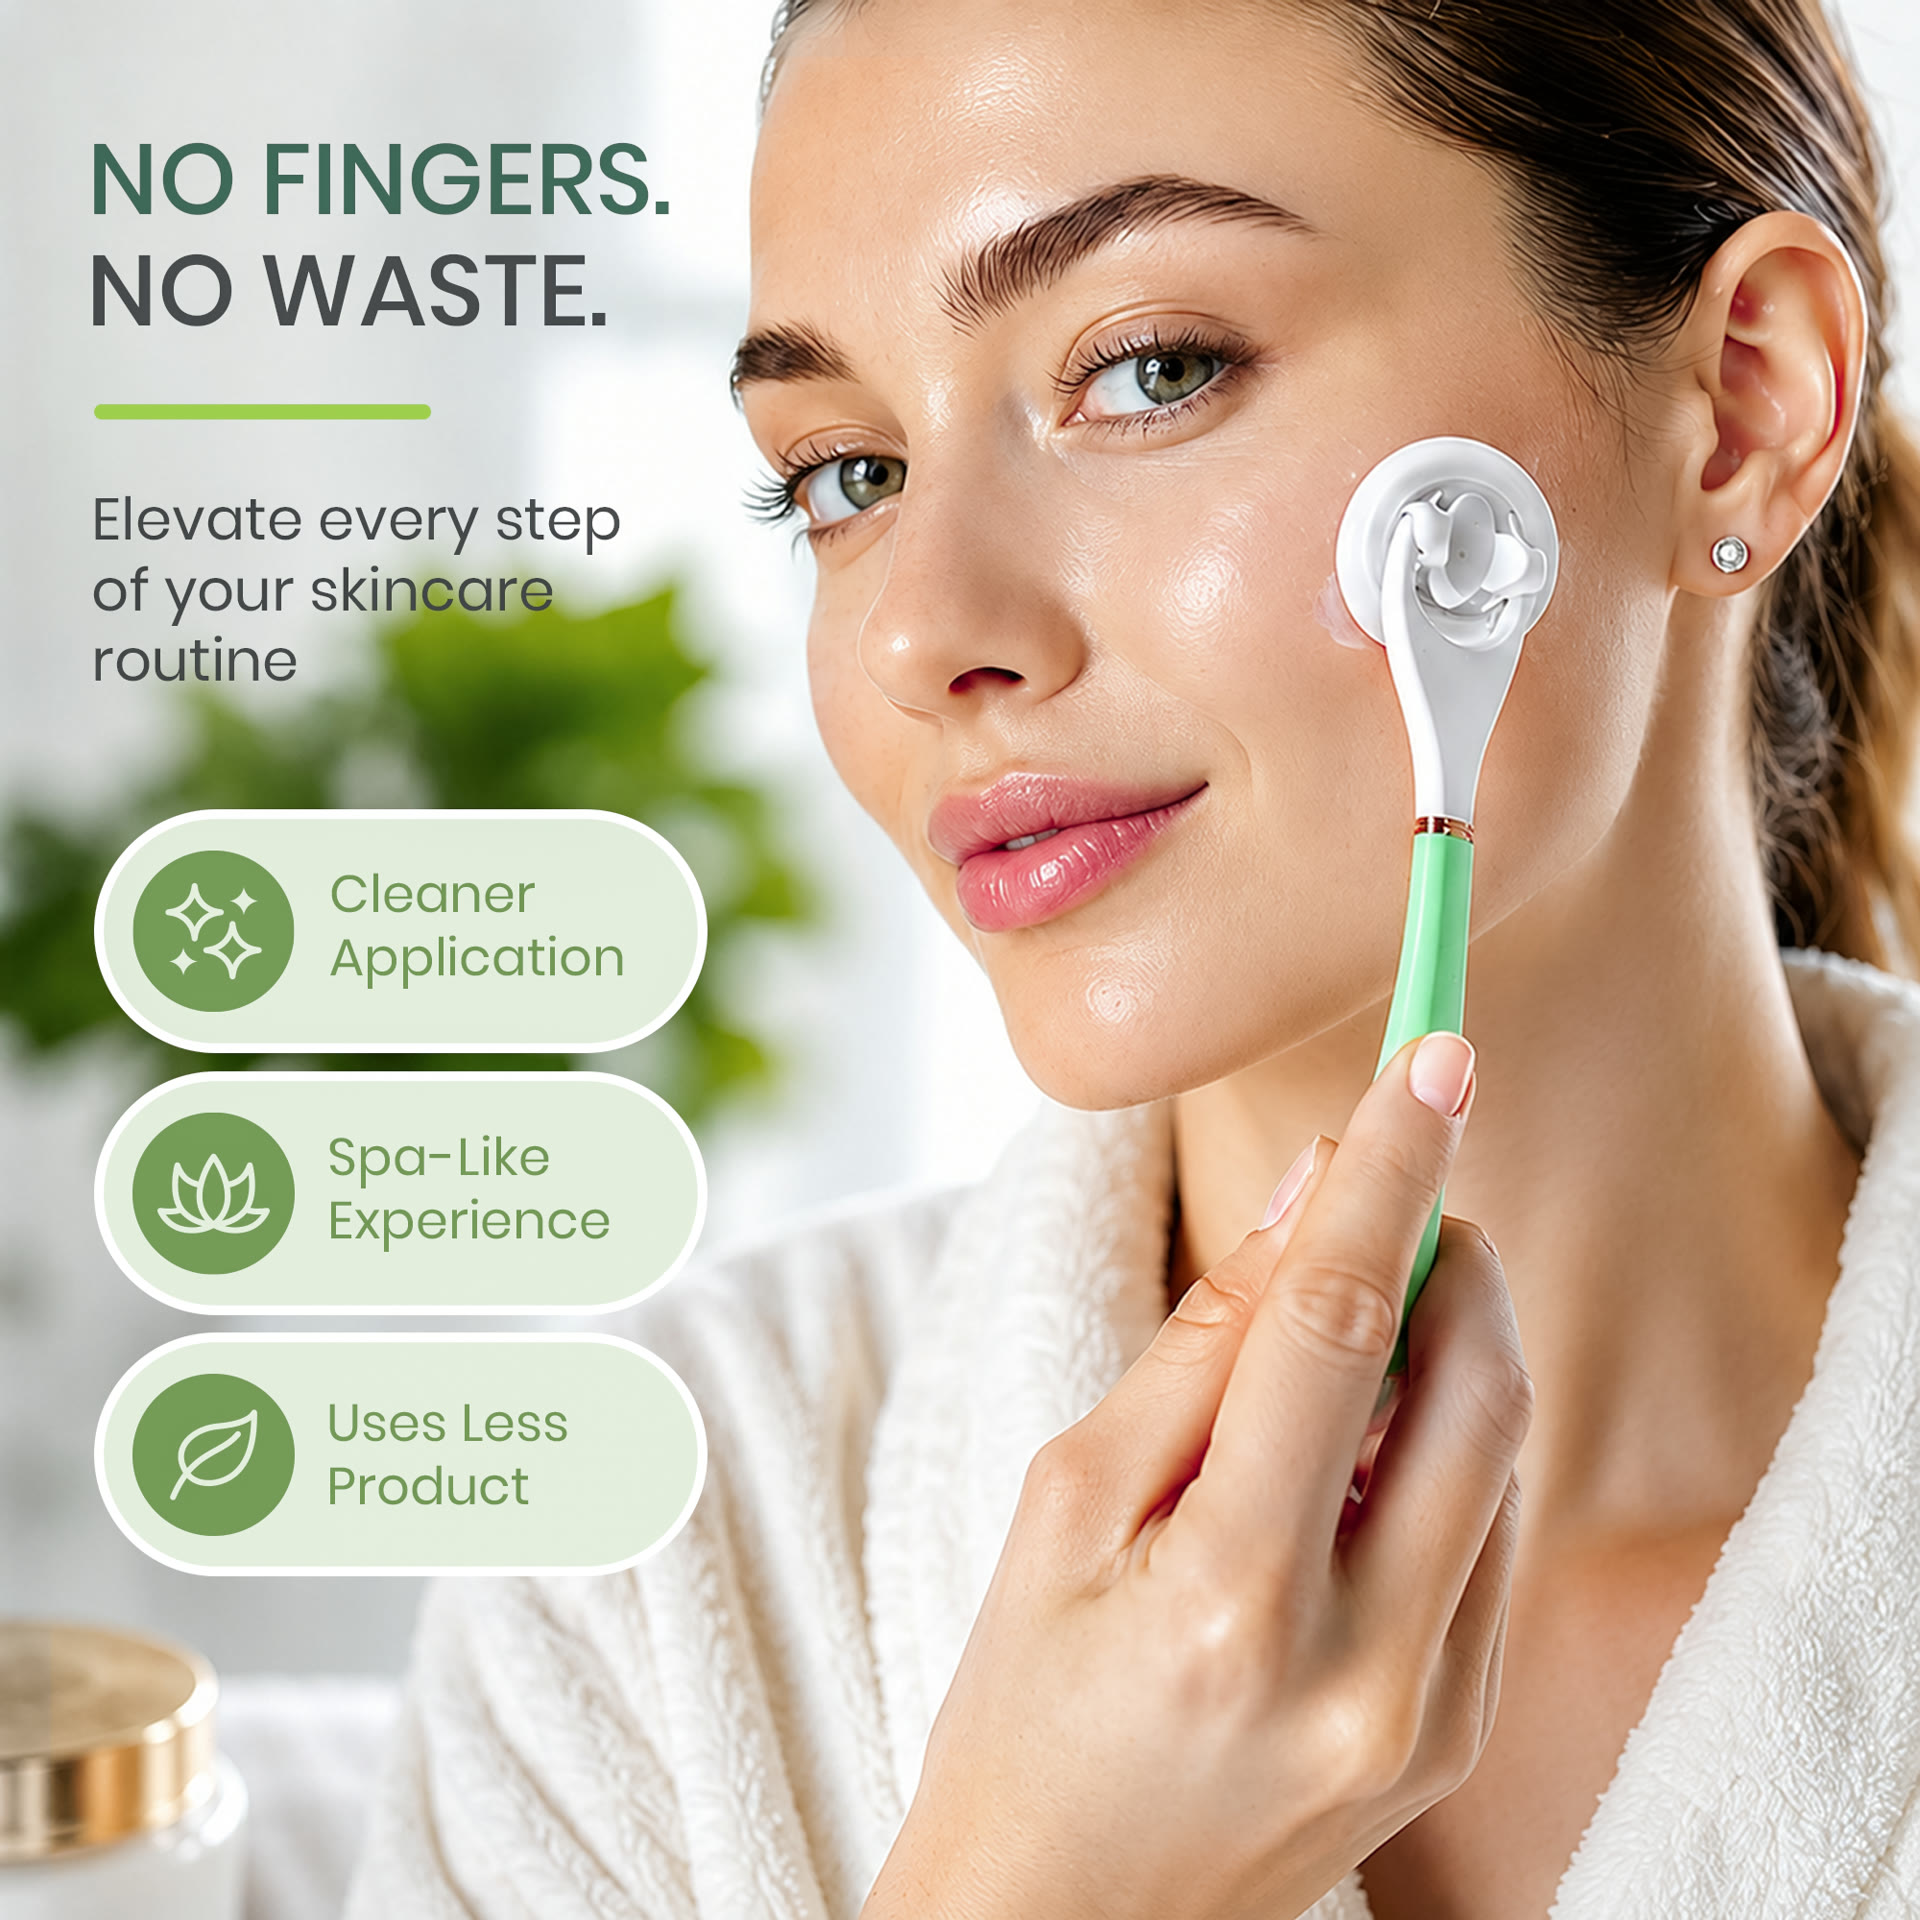 NO FINGERS.
NO WASTE.
Elevate every step
of your skincare
routine
Cleaner
Application
Spa-Like
Experience
Uses Less
Product